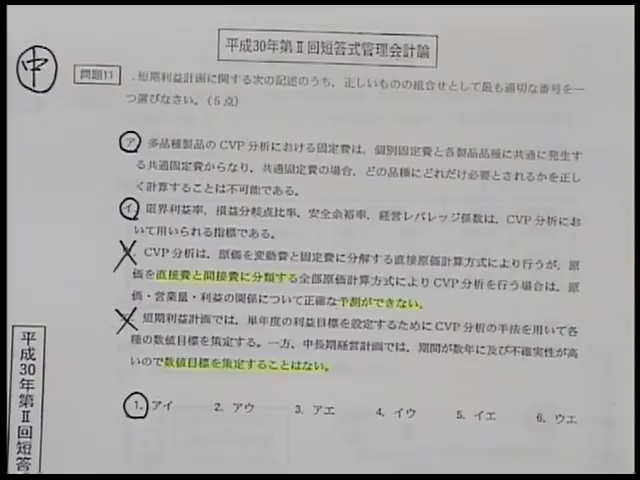 平成30年第Ⅱ回短答式管理会計論
中
問題11 短期利益計画に関する次の記述のうち、正しいものの組合せとして最も適切な番号を一
つ選びなさい。(5点)
ア 多品種製品のCVP分析における固定費は、個別固定費と各製品品種に共通に発生す
る共通固定費からなり、共通固定費の場合、どの品種にどれだけ必要とされるかを正し
く計算することは不可能である。
イ. 限界利益率、損益分岐点比率、安全余裕率、経営レバレッジ係数は、CVP分析にお
いて用いられる指標である。
CVP分析は、原価を変動費と固定費に分解する直接原価計算方式により行うが、原
価を直接費と間接費に分類する全部原価計算方式によりCVP分析を行う場合は、原
価・営業量・利益の関係について正確な予測ができない。
短期利益計画では、単年度の利益目標を設定するためにCVP分析の手法を用いて各
種の数値目標を策定する。一方、中長期経営計画では、期間が数年に及び不確実性が高
いので数値目標を策定することはない。
1. アイ 2. アウ 3. アエ 4. イウ 5. イエ 6. ウエ
平成30年第Ⅱ回短答